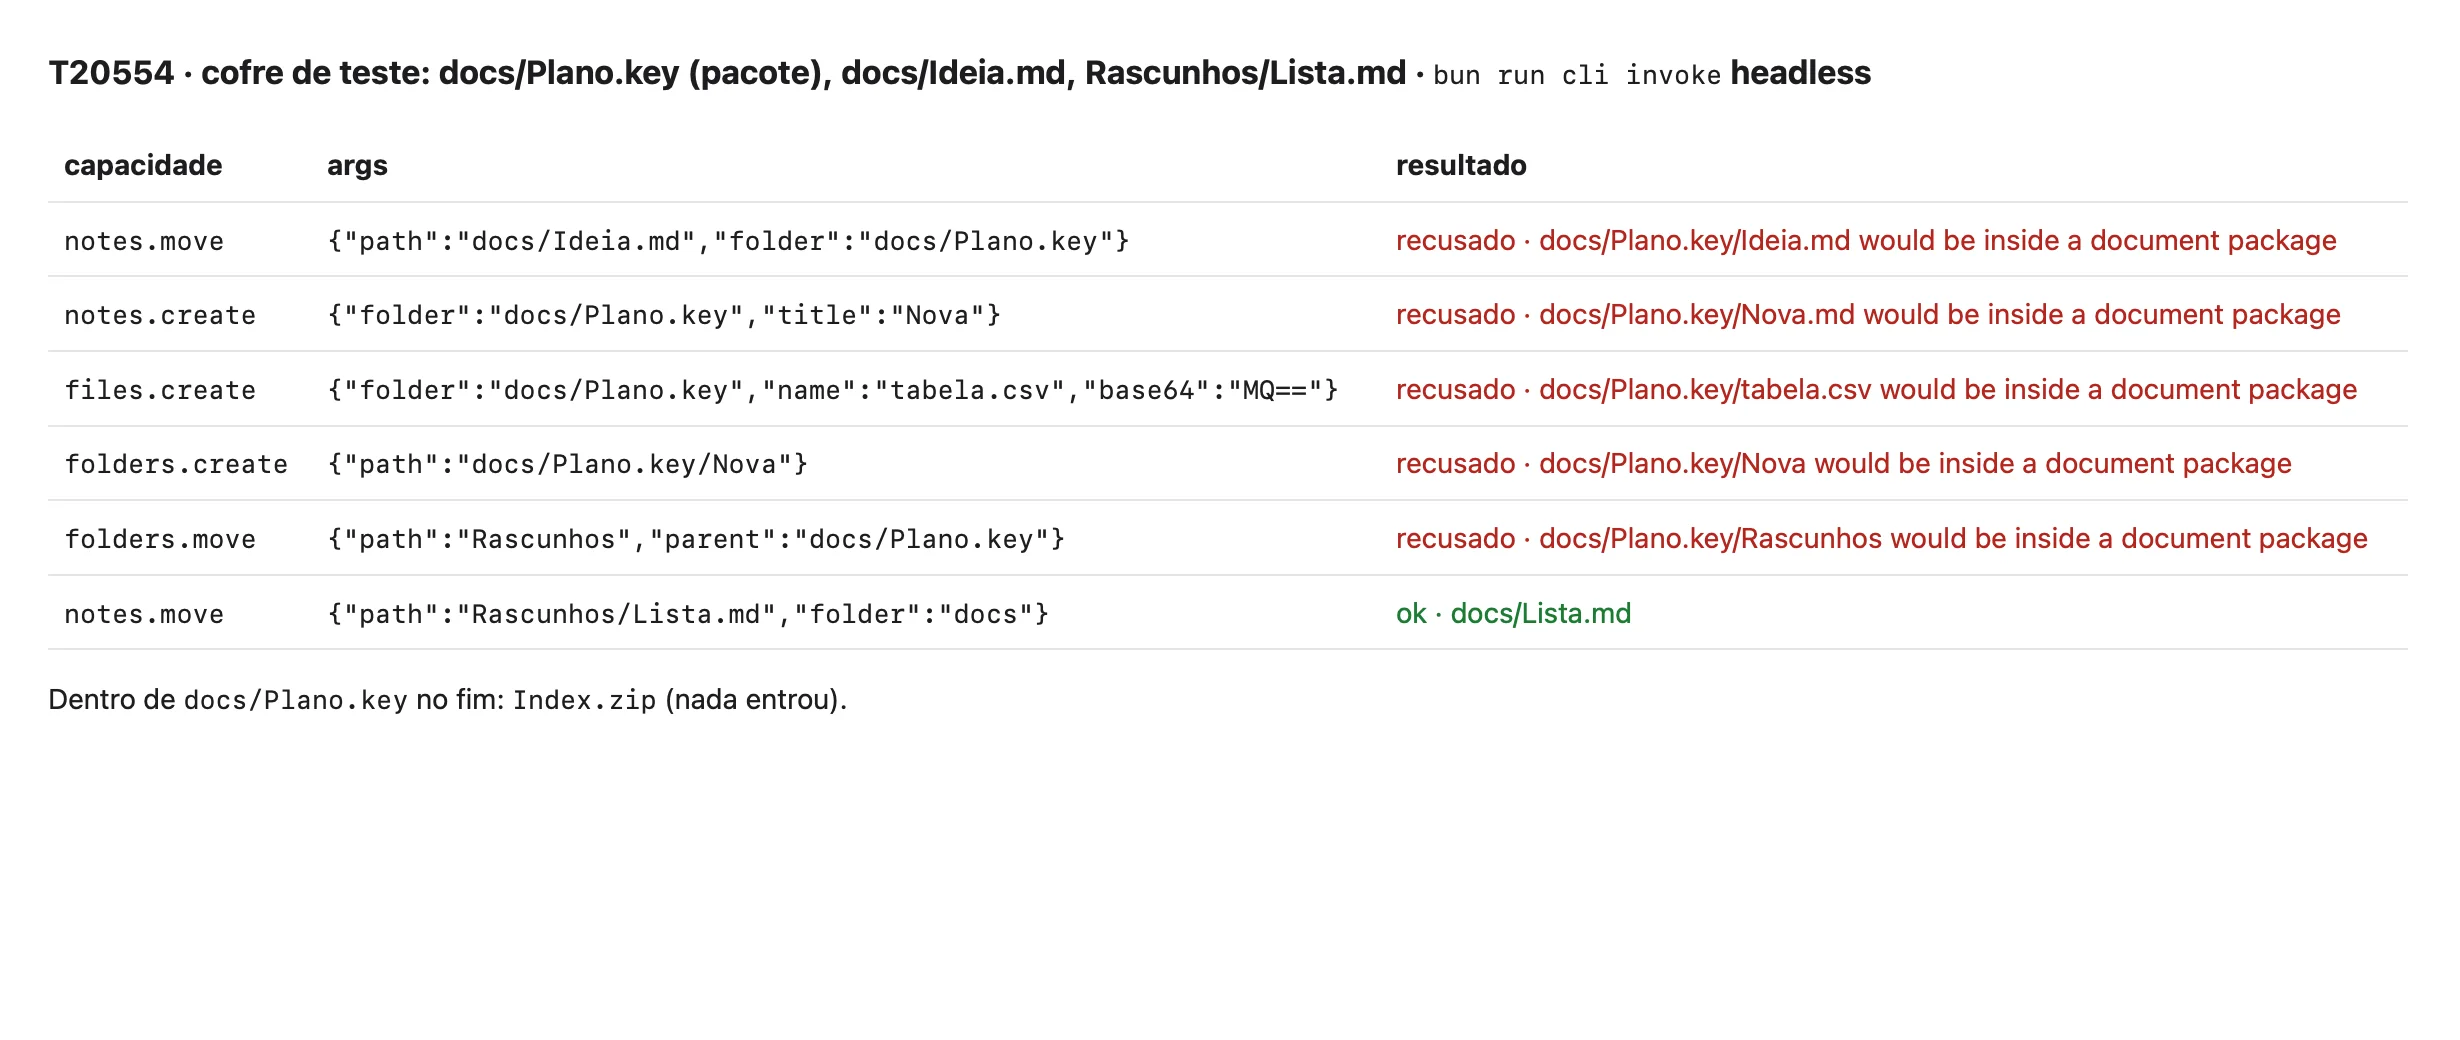 T20554 · cofre de teste: docs/Plano.key (pacote), docs/Ideia.md, Rascunhos/Lista.md · bun run cli invoke headless
capacidade args resultado
notes.move {"path":"docs/Ideia.md","folder":"docs/Plano.key"} recusado · docs/Plano.key/Ideia.md would be inside a document package
notes.create {"folder":"docs/Plano.key","title":"Nova"} recusado · docs/Plano.key/Nova.md would be inside a document package
files.create {"folder":"docs/Plano.key","name":"tabela.csv","base64":"MQ=="} recusado · docs/Plano.key/tabela.csv would be inside a document package
folders.create {"path":"docs/Plano.key/Nova"} recusado · docs/Plano.key/Nova would be inside a document package
folders.move {"path":"Rascunhos","parent":"docs/Plano.key"} recusado · docs/Plano.key/Rascunhos would be inside a document package
notes.move {"path":"Rascunhos/Lista.md","folder":"docs"} ok · docs/Lista.md
Dentro de docs/Plano.key no fim: Index.zip (nada entrou).